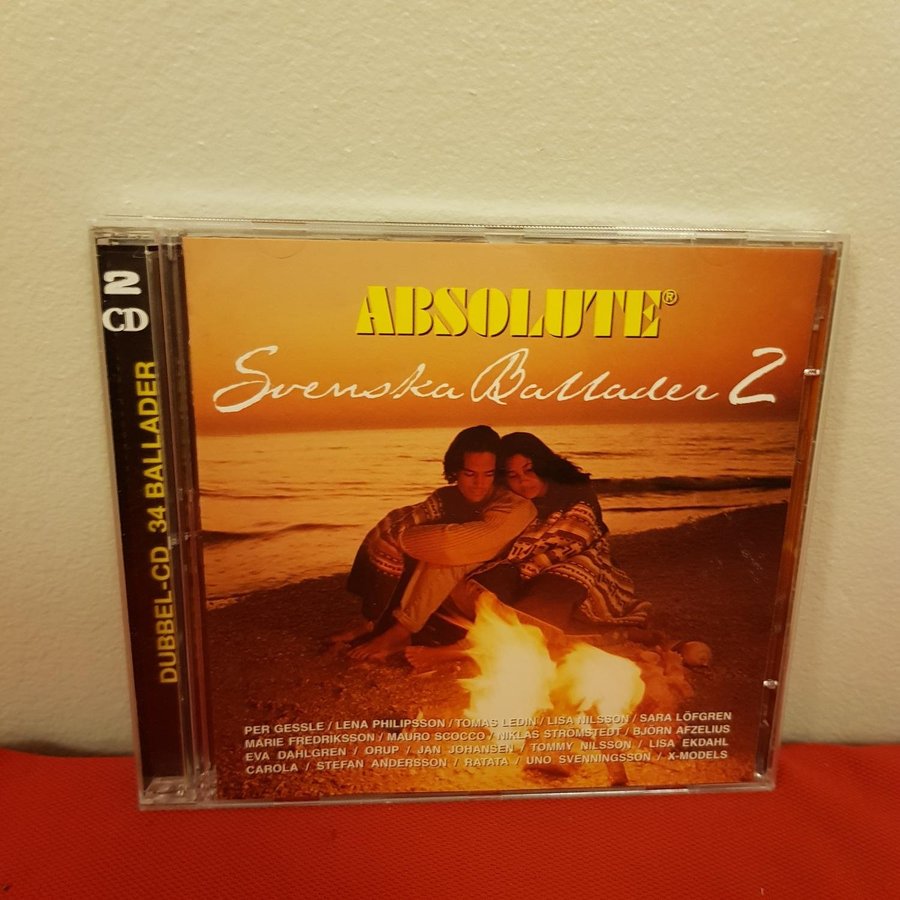 2
CD
DUBBEL-CD 34 BALLADER
ABSOLUTE®
Svenska Ballader 2
PER GESSLE / LENA PHILIPSSON / TOMAS LEDIN / LISA NILSSON / SARA LÖFGREN
MARIE FREDRIKSSON / MAURO SCOCCO / NIKLAS STRÖMSTEDT / BJÖRN AFZELIUS
EVA DAHLGREN / ORUP / JAN JOHANSEN / TOMMY NILSSON / LISA EKDAHL
CAROLA / STEFAN ANDERSSON / RATATA / UNO SVENNINGSSON / X-MODELS